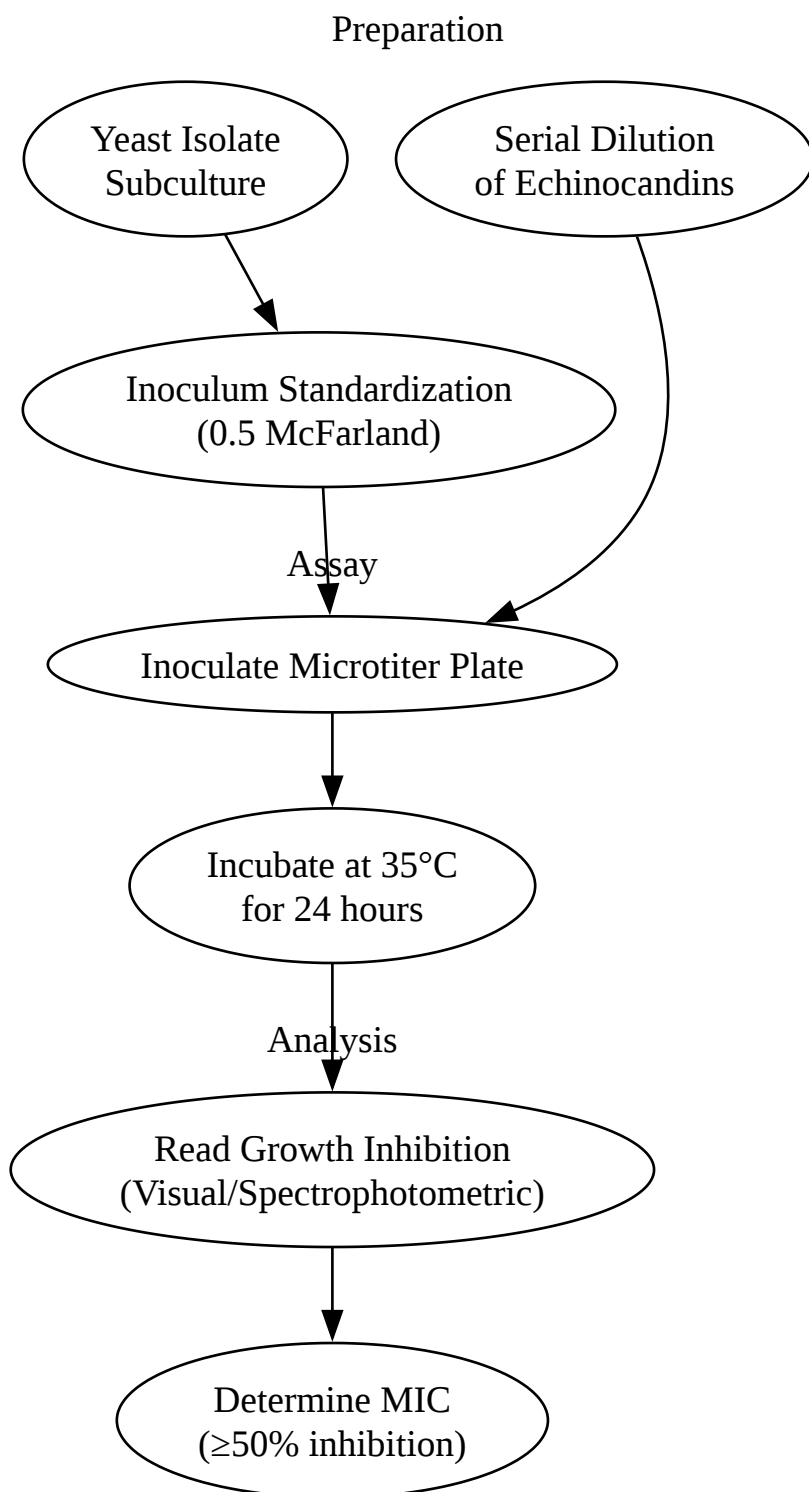 Preparation
Yeast Isolate
Subculture
Serial Dilution
of Echinocandins
Inoculum Standardization
(0.5 McFarland)
Assay
Inoculate Microtiter Plate
Incubate at 35°C
for 24 hours
Analysis
Read Growth Inhibition
(Visual/Spectrophotometric)
Determine MIC
(≥50% inhibition)